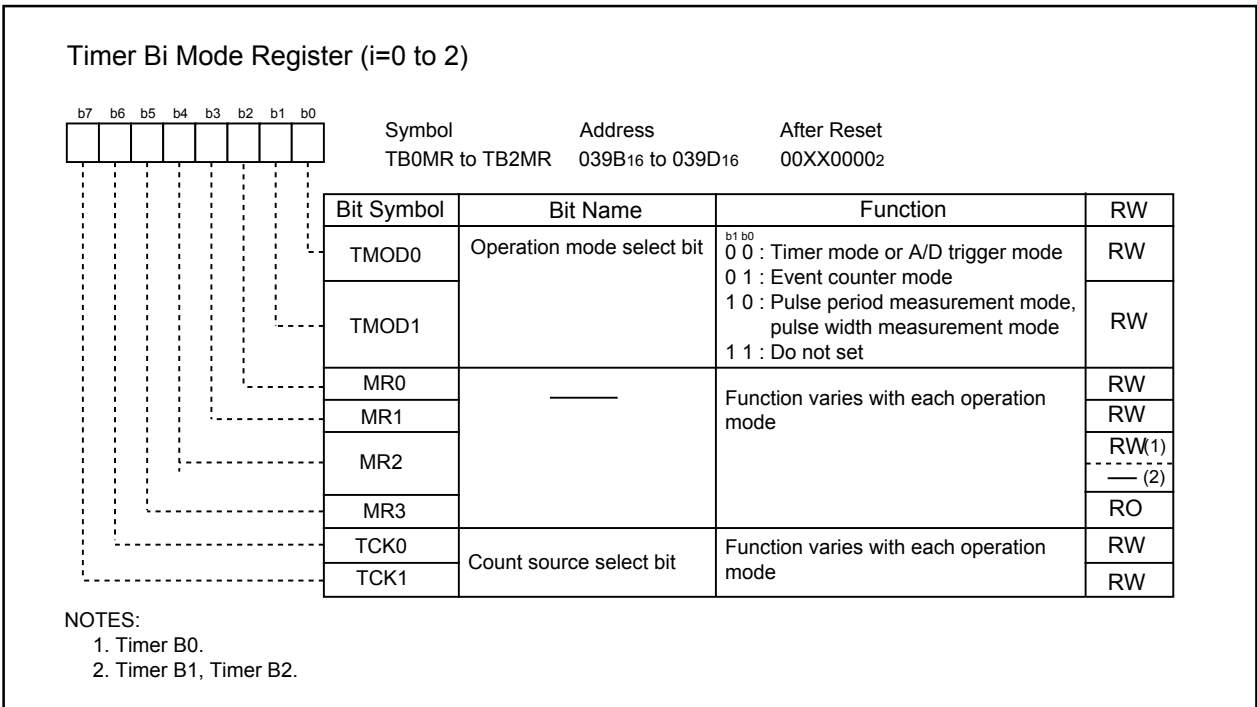 Timer Bi Mode Register (i=0 to 2)
b7 b6 b5 b4 b3 b2 b1 b0
Symbol Address After Reset
TB0MR to TB2MR 039B16 to 039D16 00XX00002
Bit Symbol Bit Name Function RW
TMOD0 Operation mode select bit b1 b0
0 0 : Timer mode or A/D trigger mode RW
0 1 : Event counter mode
1 0 : Pulse period measurement mode,
TMOD1 pulse width measurement mode RW
1 1 : Do not set
MR0 —— Function varies with each operation RW
MR1 mode RW
MR2 RW(1)
—— (2)
MR3 RO
TCK0 Count source select bit Function varies with each operation RW
TCK1 mode RW
NOTES:
1. Timer B0.
2. Timer B1, Timer B2.